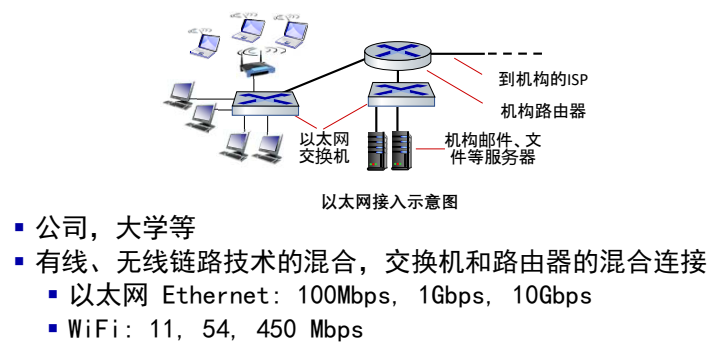 到机构的ISP
机构路由器
以太网
交换机
机构邮件、文
件等服务器
以太网接入示意图
公司，大学等
有线、无线链路技术的混合，交换机和路由器的混合连接
以太网 Ethernet: 100Mbps, 1Gbps, 10Gbps
WiFi: 11, 54, 450 Mbps